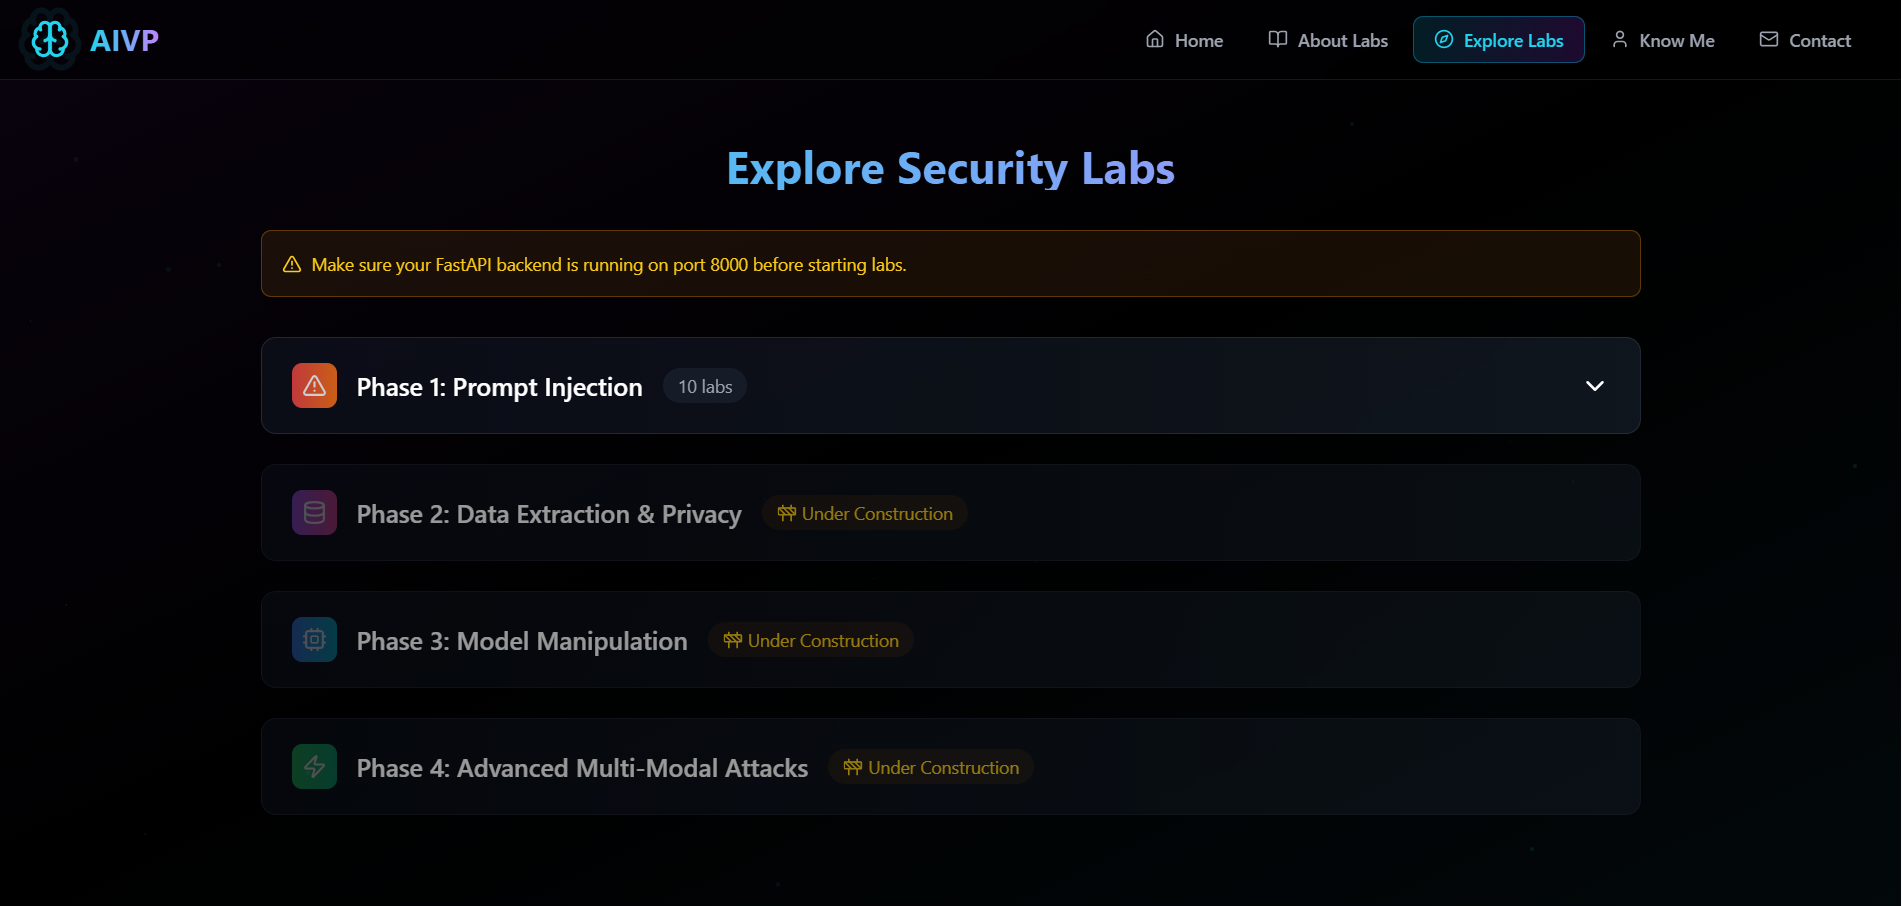 AIVP
Home
About Labs
Explore Labs
Know Me
Contact
Explore Security Labs
Make sure your FastAPI backend is running on port 8000 before starting labs.
Phase 1: Prompt Injection
10 labs
Phase 2: Data Extraction & Privacy
Under Construction
Phase 3: Model Manipulation
Under Construction
Phase 4: Advanced Multi-Modal Attacks
Under Construction